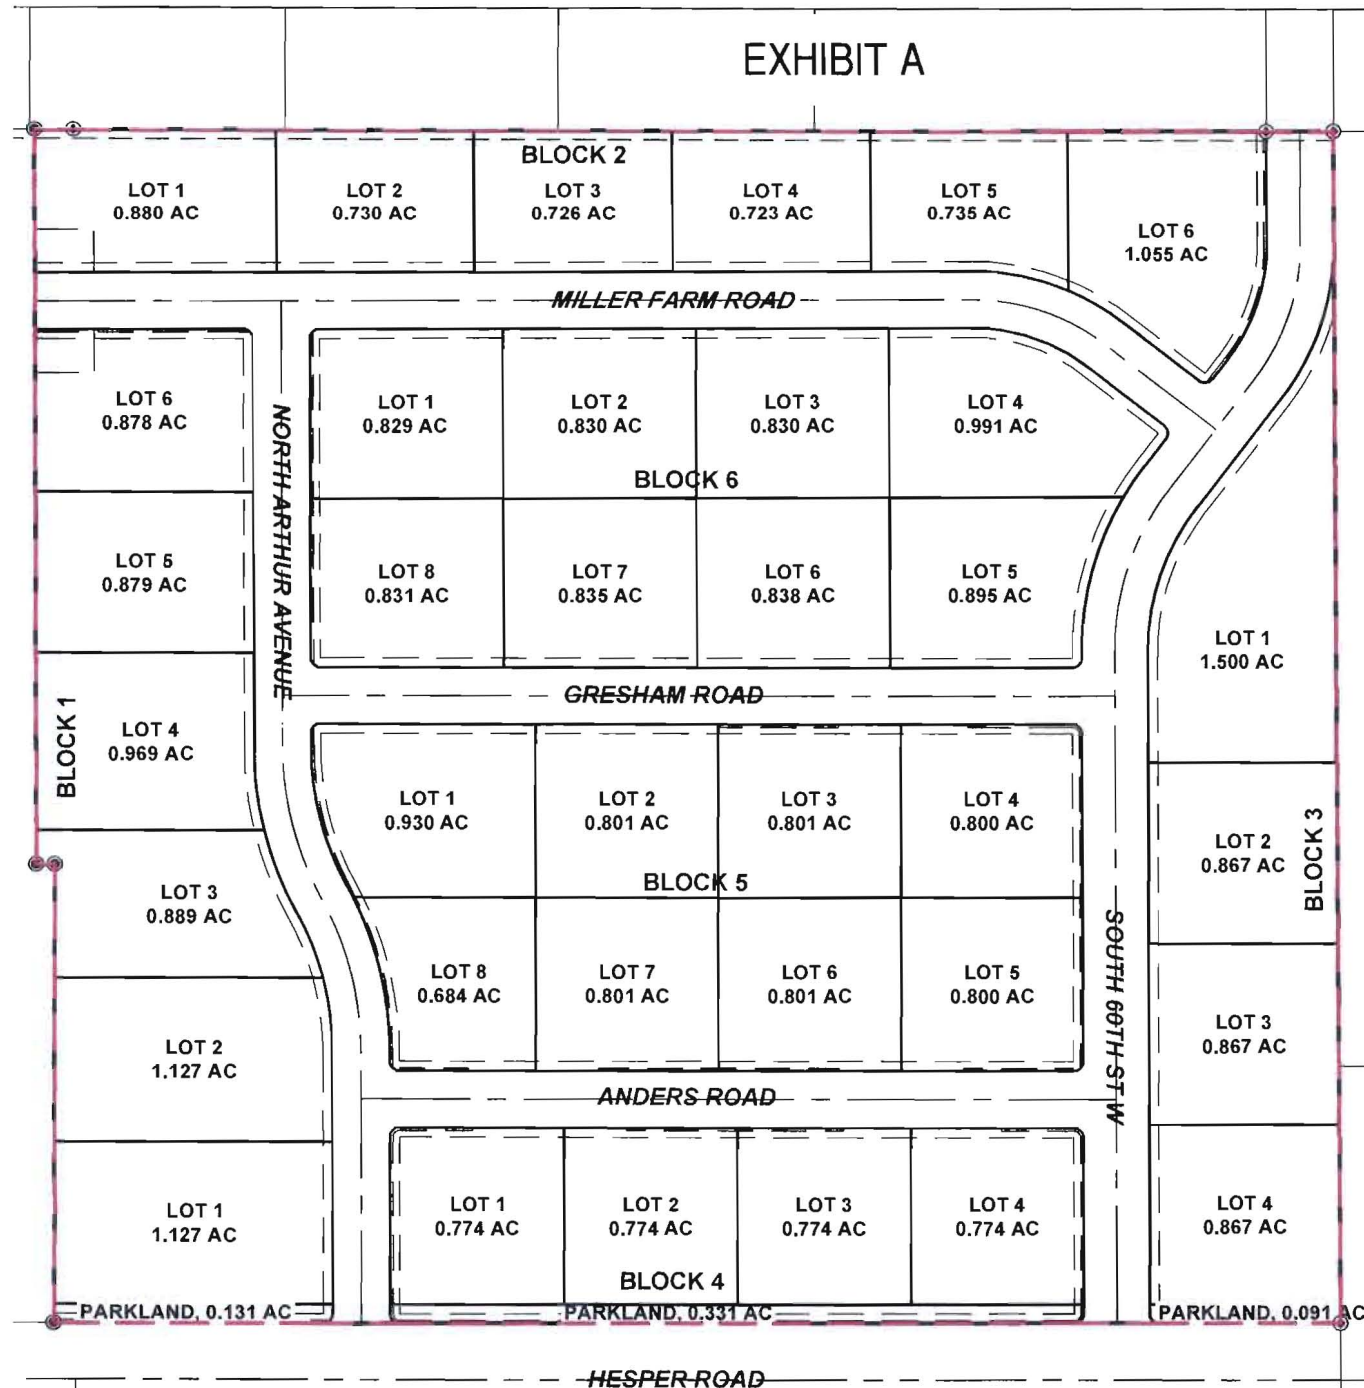 EXHIBIT A
BLOCK 2
LOT 1
0.880 AC
LOT 2
0.730 AC
LOT 3
0.726 AC
LOT 4
0.723 AC
LOT 5
0.735 AC
LOT 6
1.055 AC
MILLER FARM ROAD
LOT 6
0.878 AC
LOT 5
0.879 AC
LOT 4
0.969 AC
BLOCK 1
LOT 3
0.889 AC
LOT 2
1.127 AC
LOT 1
1.127 AC
NORTH ARTHUR AVENUE
LOT 1
0.829 AC
LOT 2
0.830 AC
LOT 3
0.830 AC
LOT 4
0.991 AC
BLOCK 6
LOT 8
0.831 AC
LOT 7
0.835 AC
LOT 6
0.838 AC
LOT 5
0.895 AC
GRESHAM ROAD
LOT 1
0.930 AC
LOT 2
0.801 AC
LOT 3
0.801 AC
LOT 4
0.800 AC
BLOCK 5
LOT 8
0.684 AC
LOT 7
0.801 AC
LOT 6
0.801 AC
LOT 5
0.800 AC
ANDERS ROAD
SOUTH 60TH ST W
LOT 1
1.500 AC
LOT 2
0.867 AC
BLOCK 3
LOT 3
0.867 AC
LOT 4
0.867 AC
LOT 1
0.774 AC
LOT 2
0.774 AC
LOT 3
0.774 AC
LOT 4
0.774 AC
BLOCK 4
PARKLAND, 0.131 AC
PARKLAND, 0.331 AC
PARKLAND, 0.091 AC
HESPER ROAD